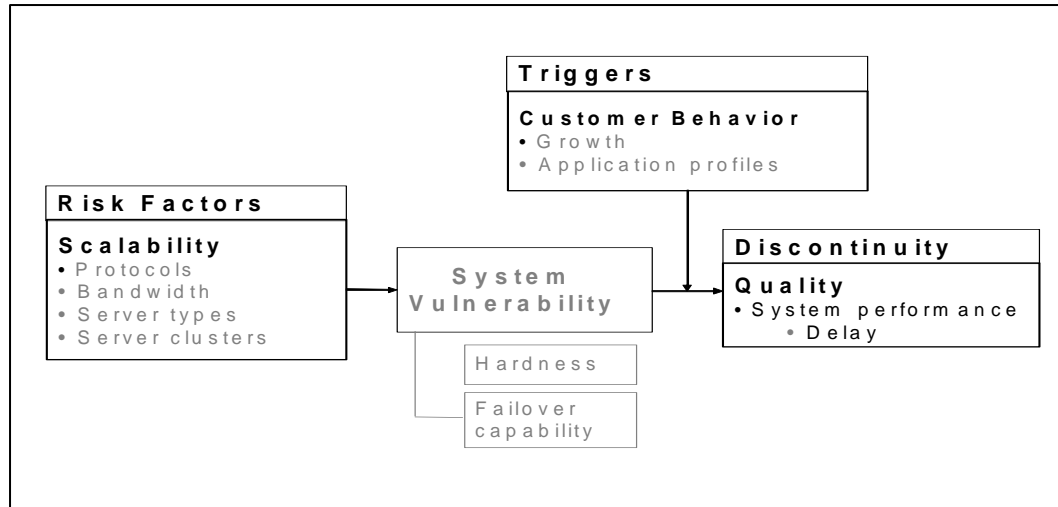 Triggers
Customer Behavior
• Growth
• Application profiles
Risk Factors
Scalability
• Protocols
• Bandwidth
• Server types
• Server clusters
System
Vulnerability
Hardness
Failover
capability
Discontinuity
Quality
• System performance
• Delay